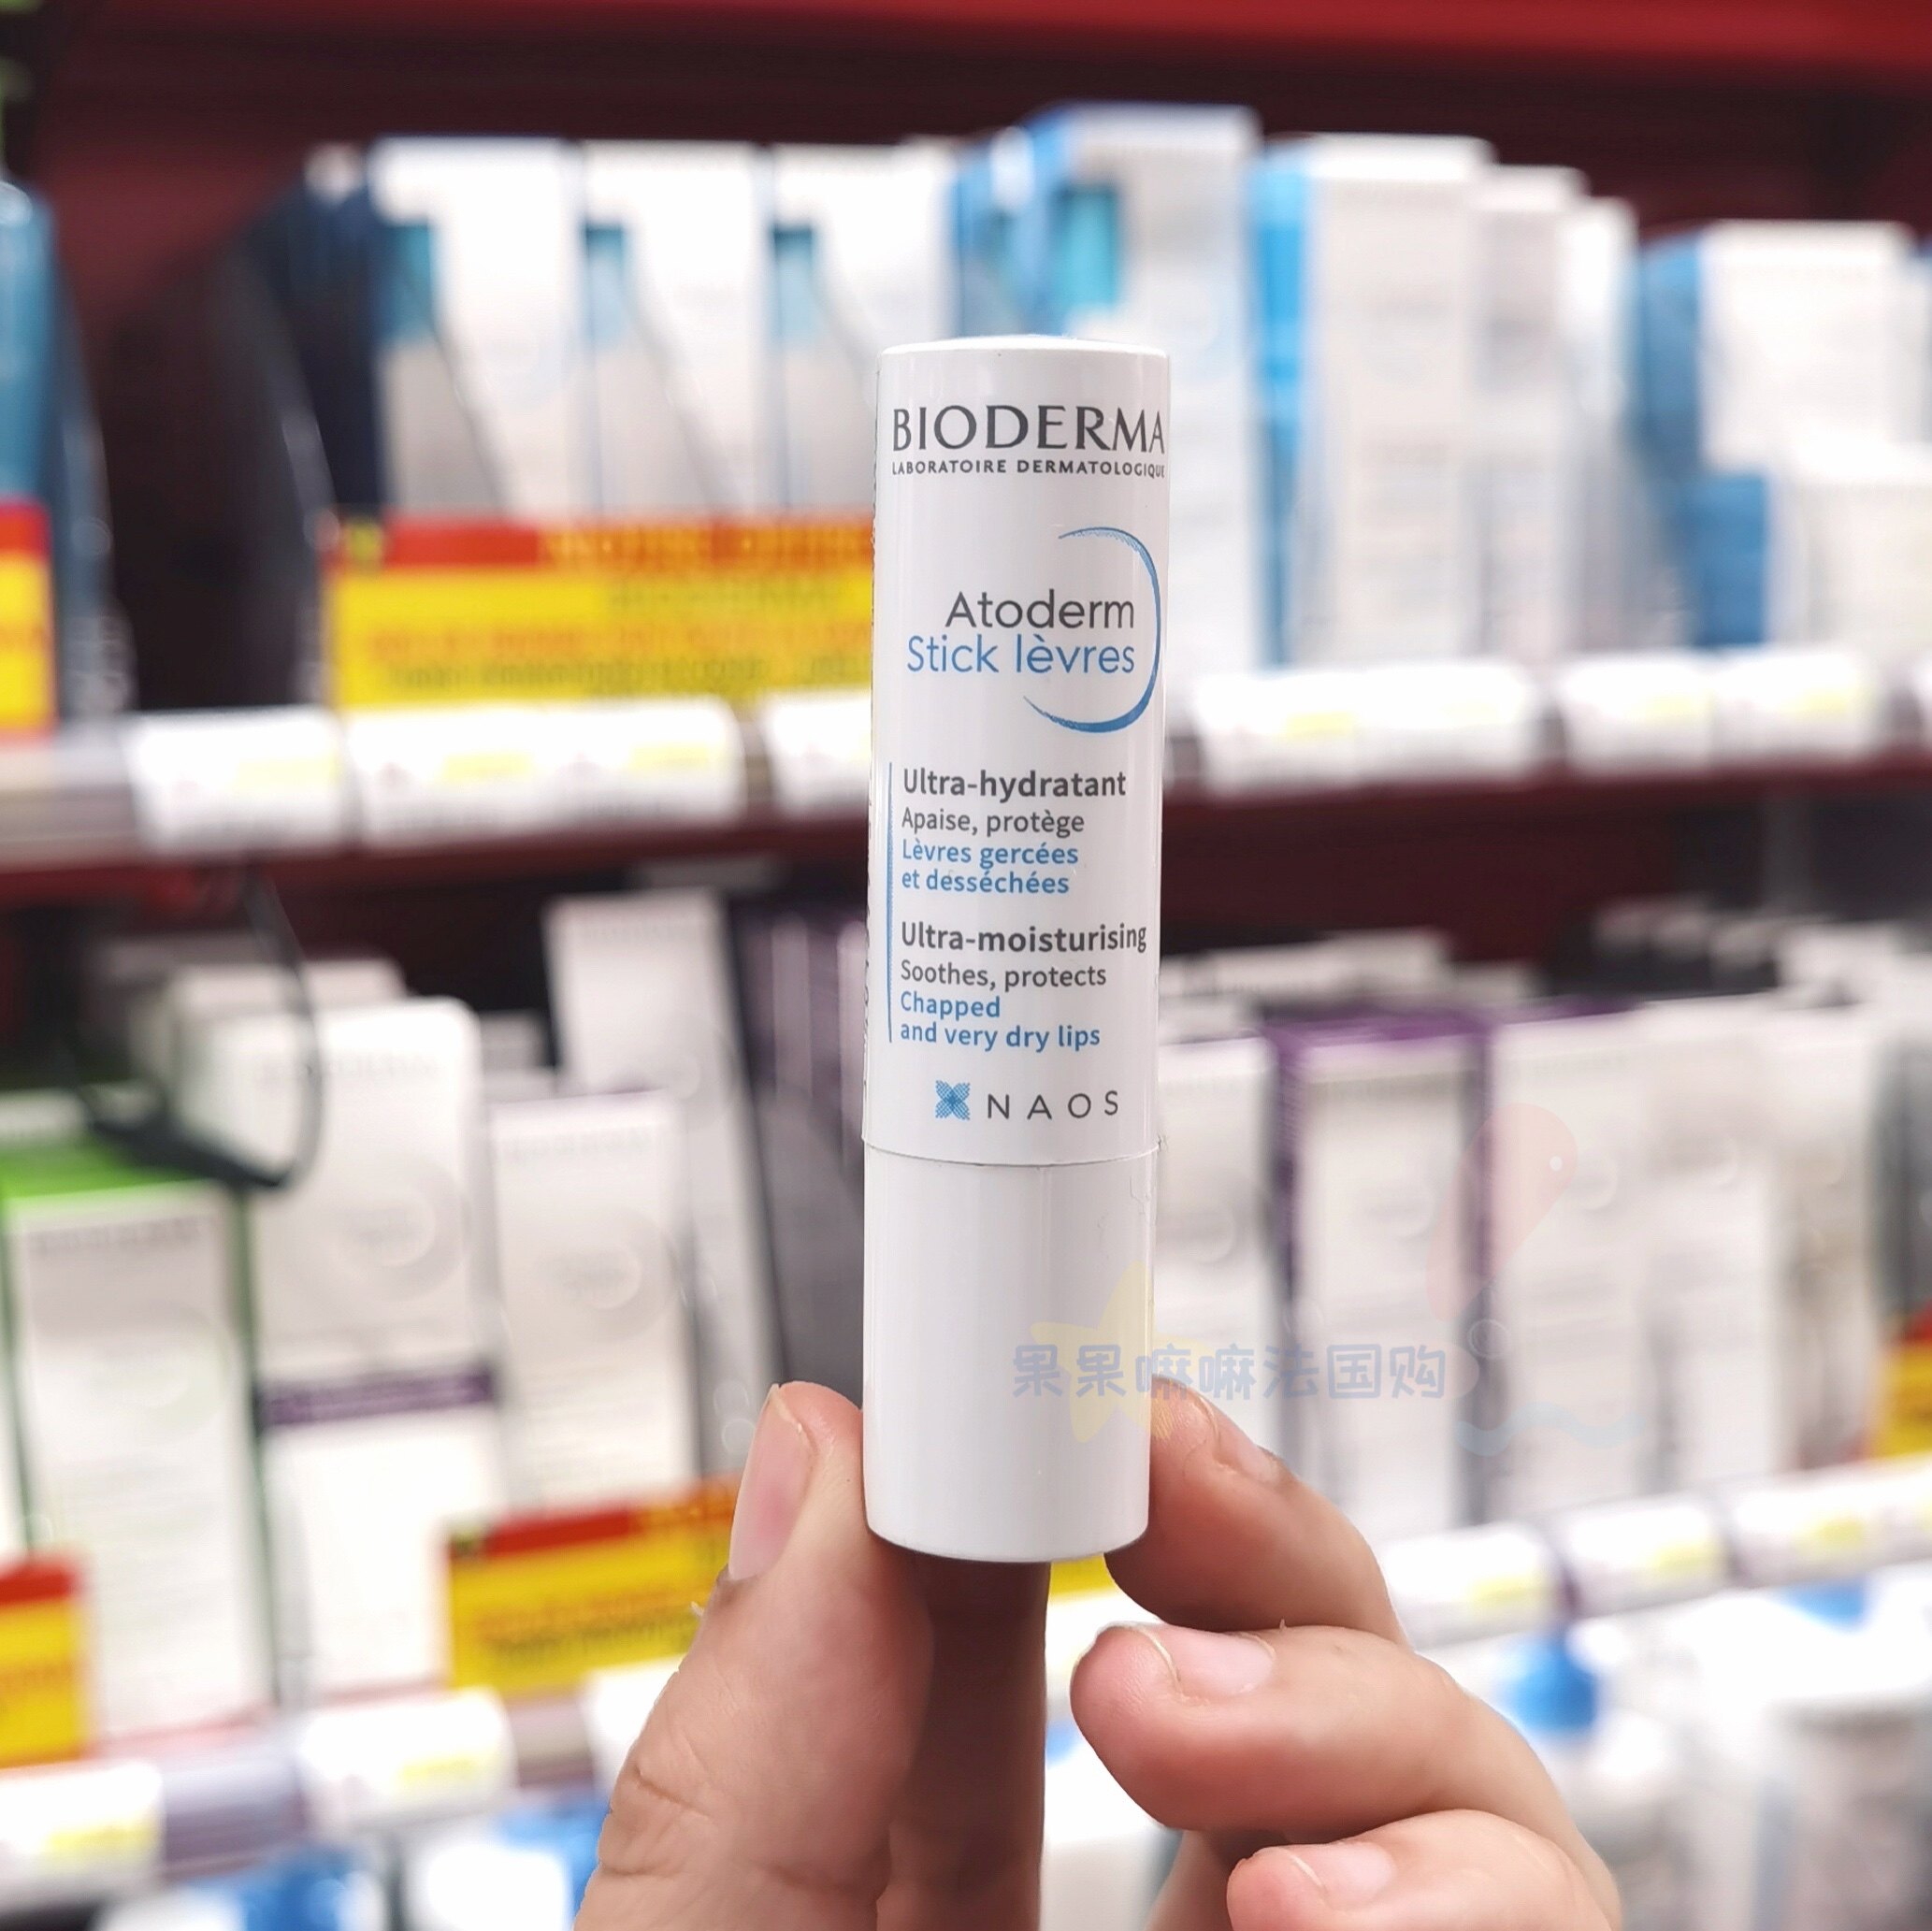 BIODERMA
LABORATOIRE DERMATOLOGIQUE
Atoderm
Stick lèvres
Ultra-hydratant
Apaise, protège
Lèvres gercées
et desséchées
Ultra-moisturising
Soothes, protects
Chapped
and very dry lips
NAOS
果果嘛嘛法国购